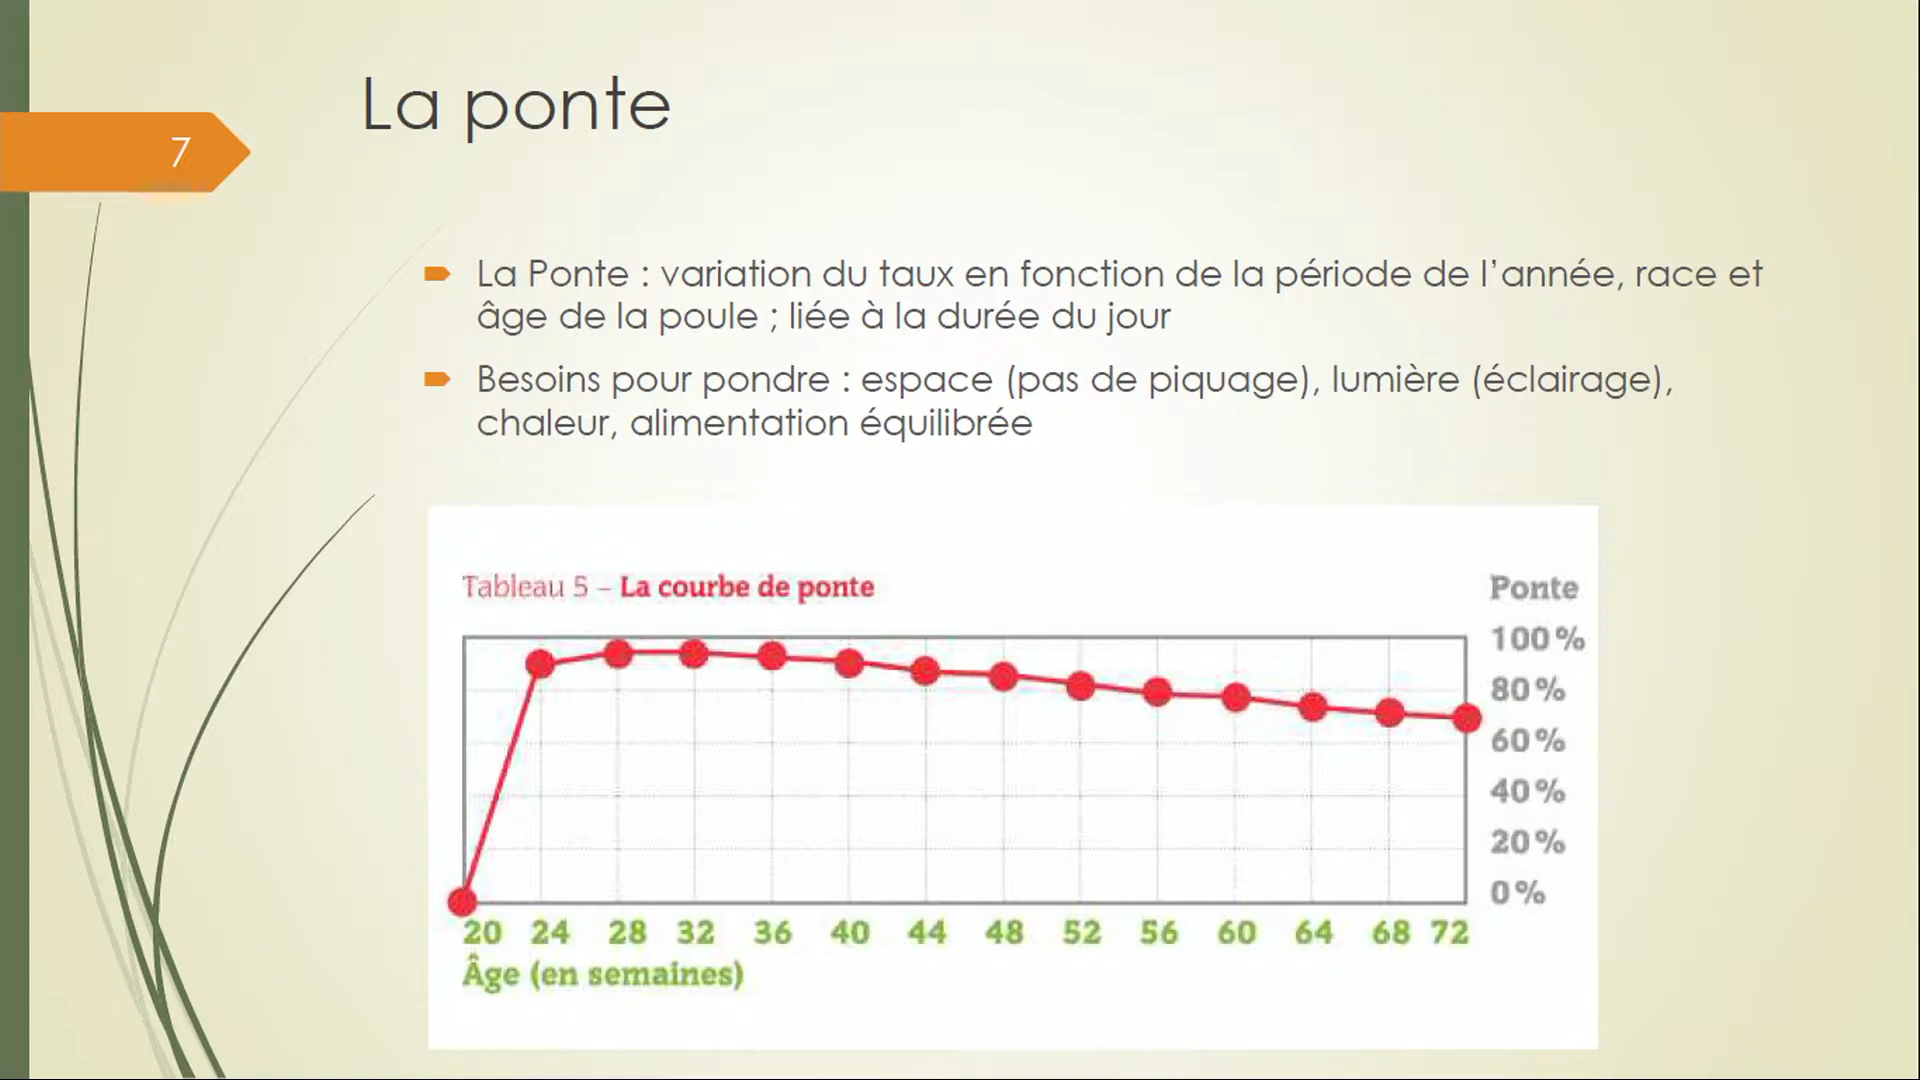 La ponte
7
La Ponte : variation du taux en fonction de la période de l’année, race et
âge de la poule ; liée à la durée du jour
Besoins pour pondre : espace (pas de piquage), lumière (éclairage),
chaleur, alimentation équilibrée
Tableau 5 – La courbe de ponte
Ponte
100%
80%
60%
40%
20%
0%
20 24 28 32 36 40 44 48 52 56 60 64 68 72
Âge (en semaines)